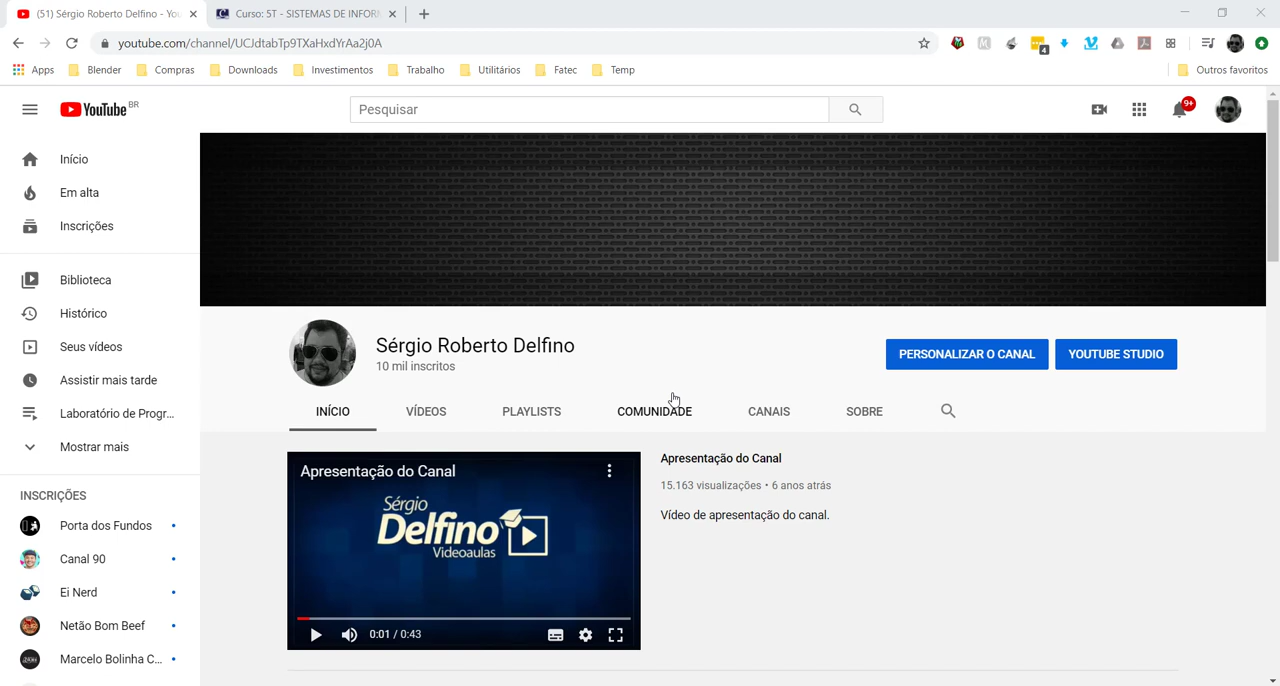 (51) Sérgio Roberto Delfino - You
Curso: 5T - SISTEMAS DE INFOR
youtube.com/channel/UCJdtabTp9TXaHxdYrAa2j0A
4
Apps
Blender
Compras
Downloads
Investimentos
Trabalho
Utilitários
Fatec
Temp
Outros favoritos
YouTube BR
Pesquisar
9+
Início
Em alta
Inscrições
Biblioteca
Histórico
Seus vídeos
Assistir mais tarde
Laboratório de Progr...
Mostrar mais
INSCRIÇÕES
Porta dos Fundos
Canal 90
Ei Nerd
Netão Bom Beef
Marcelo Bolinha C...
Sérgio Roberto Delfino
10 mil inscritos
PERSONALIZAR O CANAL
YOUTUBE STUDIO
INÍCIO
VÍDEOS
PLAYLISTS
COMUNIDADE
CANAIS
SOBRE
Apresentação do Canal
Sérgio
Delfino
Videoaulas
0:01 / 0:43
Apresentação do Canal
15.163 visualizações • 6 anos atrás
Vídeo de apresentação do canal.